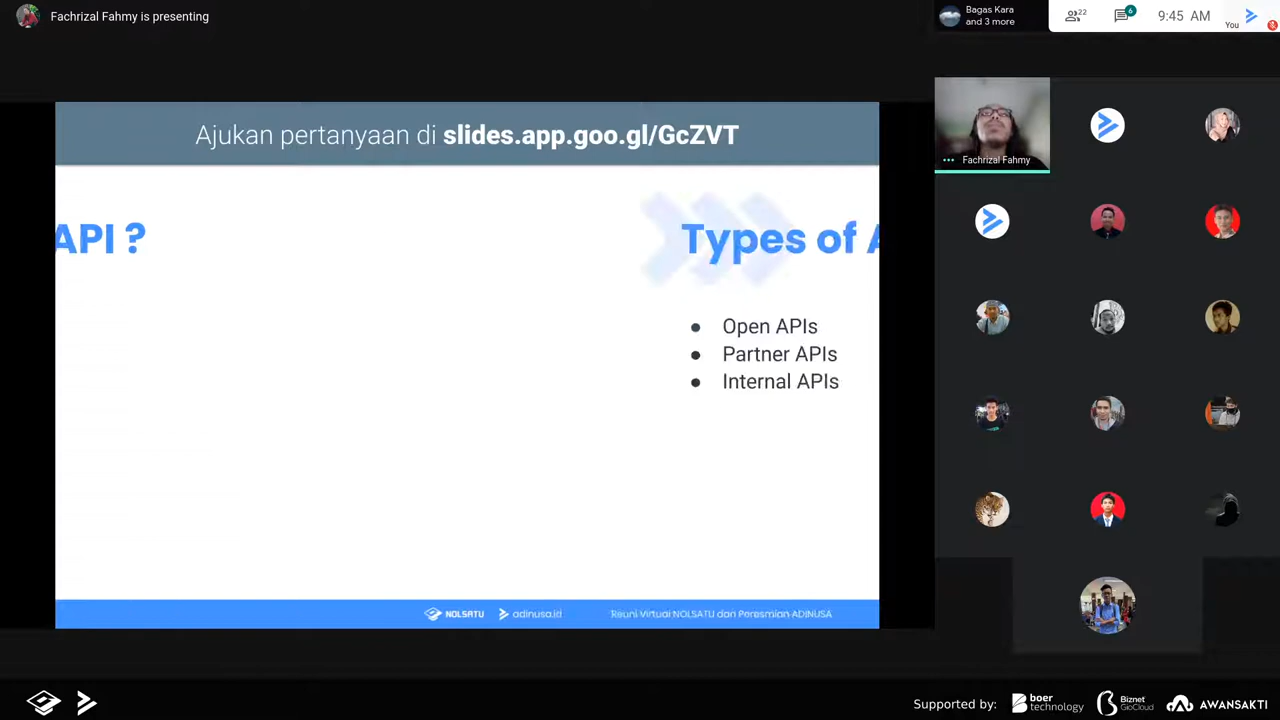 Fachrizal Fahmy is presenting
Bagas Kara
and 3 more
22
6
9:45 AM
You
Ajukan pertanyaan di slides.app.goo.gl/GcZVT
API ?
Types of A
Open APIs
Partner APIs
Internal APIs
Fachrizal Fahmy
NOLSATU
adinusa.id
Reuni Virtual NOLSATU dan Peresmian ADINUSA
Supported by:
boer
technology
Biznet
GioCloud
AWANSAKTI